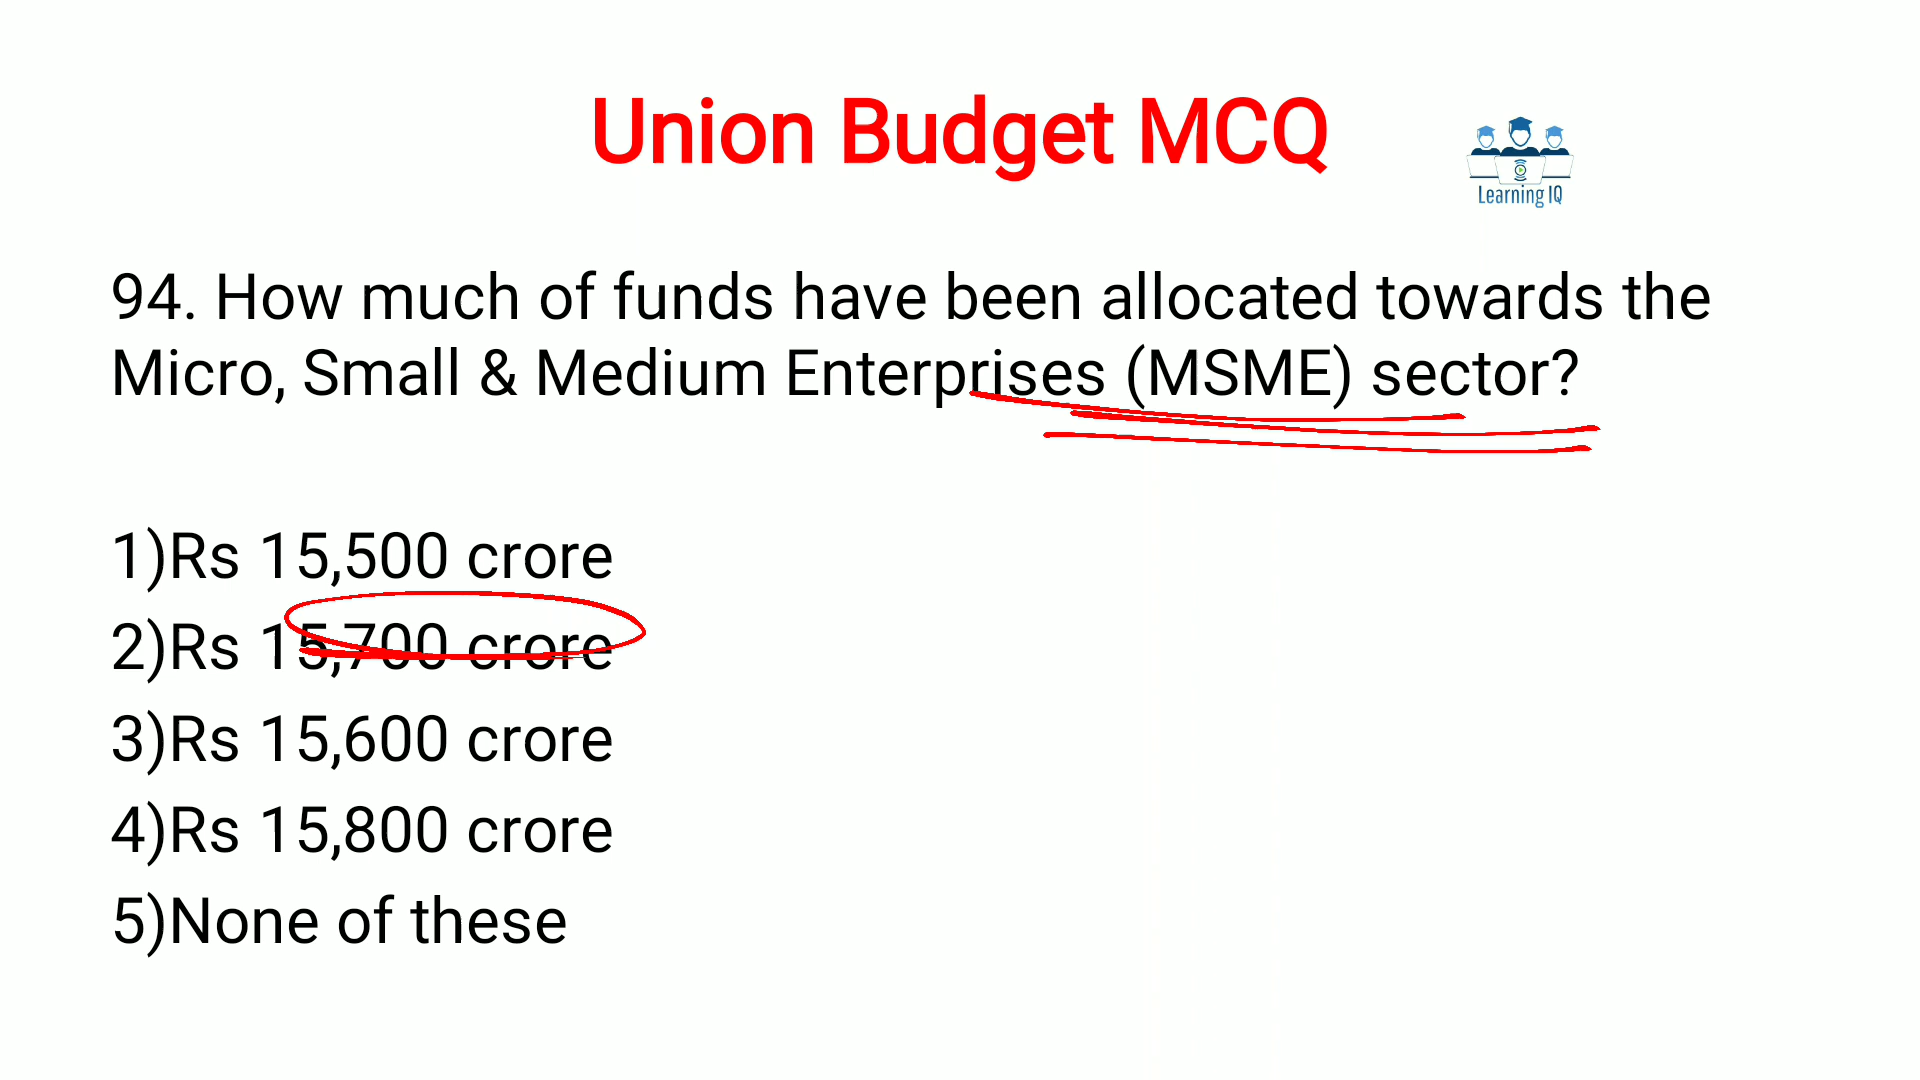 Union Budget MCQ
Learning IQ
94. How much of funds have been allocated towards the
Micro, Small & Medium Enterprises (MSME) sector?
1)Rs 15,500 crore
2)Rs 15,700 crore
3)Rs 15,600 crore
4)Rs 15,800 crore
5)None of these